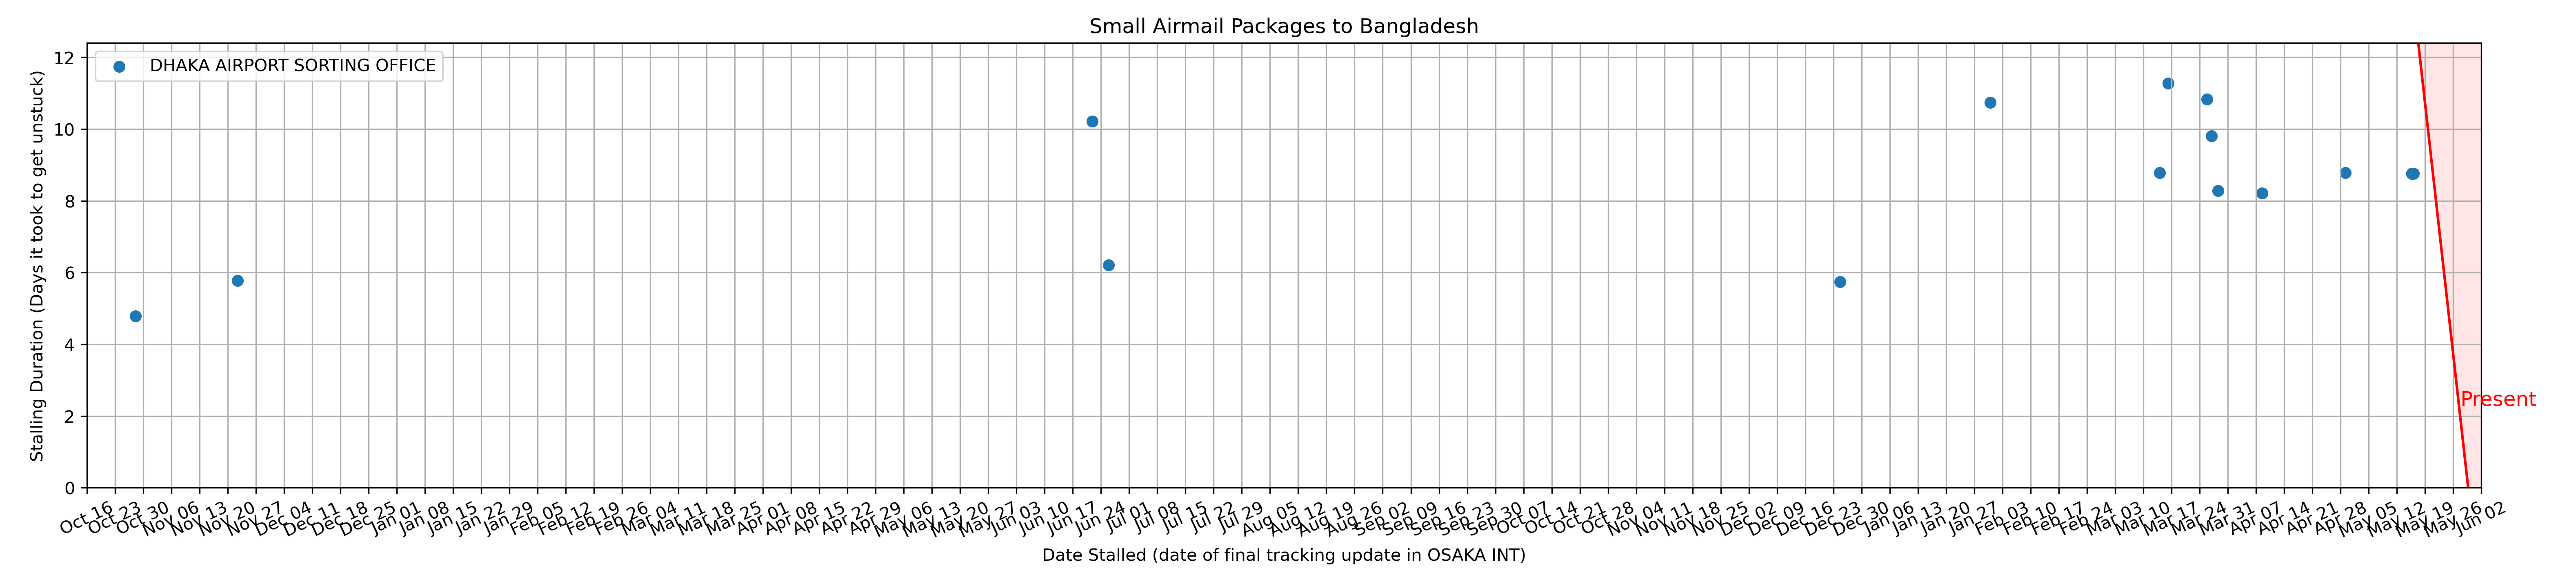 Small Airmail Packages to Bangladesh
DHAKA AIRPORT SORTING OFFICE
Stalling Duration (Days it took to get unstuck)
12
10
8
6
4
2
0
Present
Oct 16 Oct 23 Oct 30 Nov 06 Nov 13 Nov 20 Nov 27 Dec 04 Dec 11 Dec 18 Dec 25 Jan 01 Jan 08 Jan 15 Jan 22 Jan 29 Feb 05 Feb 12 Feb 19 Feb 26 Mar 04 Mar 11 Mar 18 Mar 25 Apr 01 Apr 08 Apr 15 Apr 22 Apr 29 May 06 May 13 May 20 May 27 Jun 03 Jun 10 Jun 17 Jun 24 Jul 01 Jul 08 Jul 15 Jul 22 Jul 29 Aug 05 Aug 12 Aug 19 Aug 26 Sep 02 Sep 09 Sep 16 Sep 23 Sep 30 Oct 07 Oct 14 Oct 21 Oct 28 Nov 04 Nov 11 Nov 18 Nov 25 Dec 02 Dec 09 Dec 16 Dec 23 Dec 30 Jan 06 Jan 13 Jan 20 Jan 27 Feb 03 Feb 10 Feb 17 Feb 24 Mar 03 Mar 10 Mar 17 Mar 24 Mar 31 Apr 07 Apr 14 Apr 21 Apr 28 May 05 May 12 May 19 May 26 Jun 02
Date Stalled (date of final tracking update in OSAKA INT)